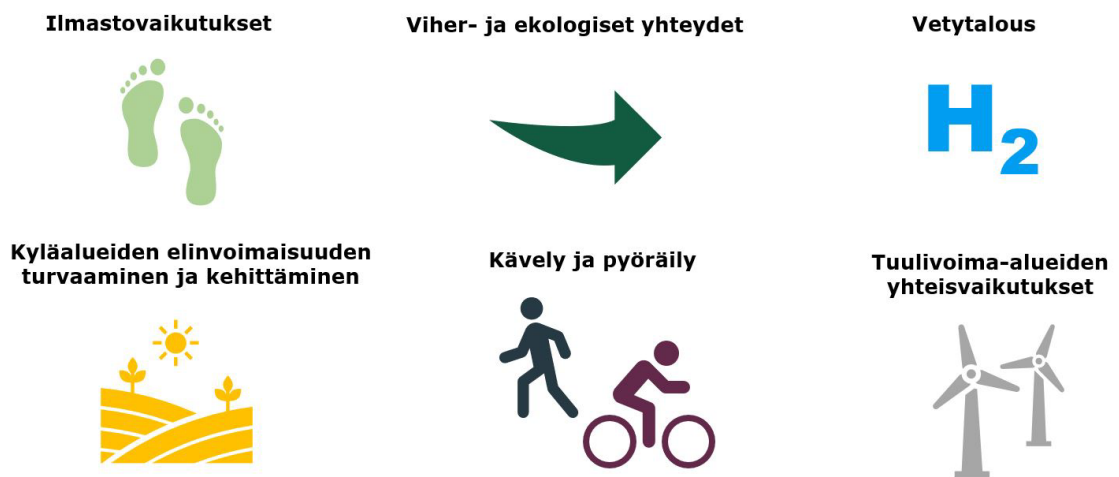 Ilmastovaikutukset
Viher- ja ekologiset yhteydet
Vetytalous
H2
Kyläalueiden elinvoimaisuuden
turvaaminen ja kehittäminen
Kävely ja pyöräily
Tuulivoima-alueiden
yhteisvaikutukset